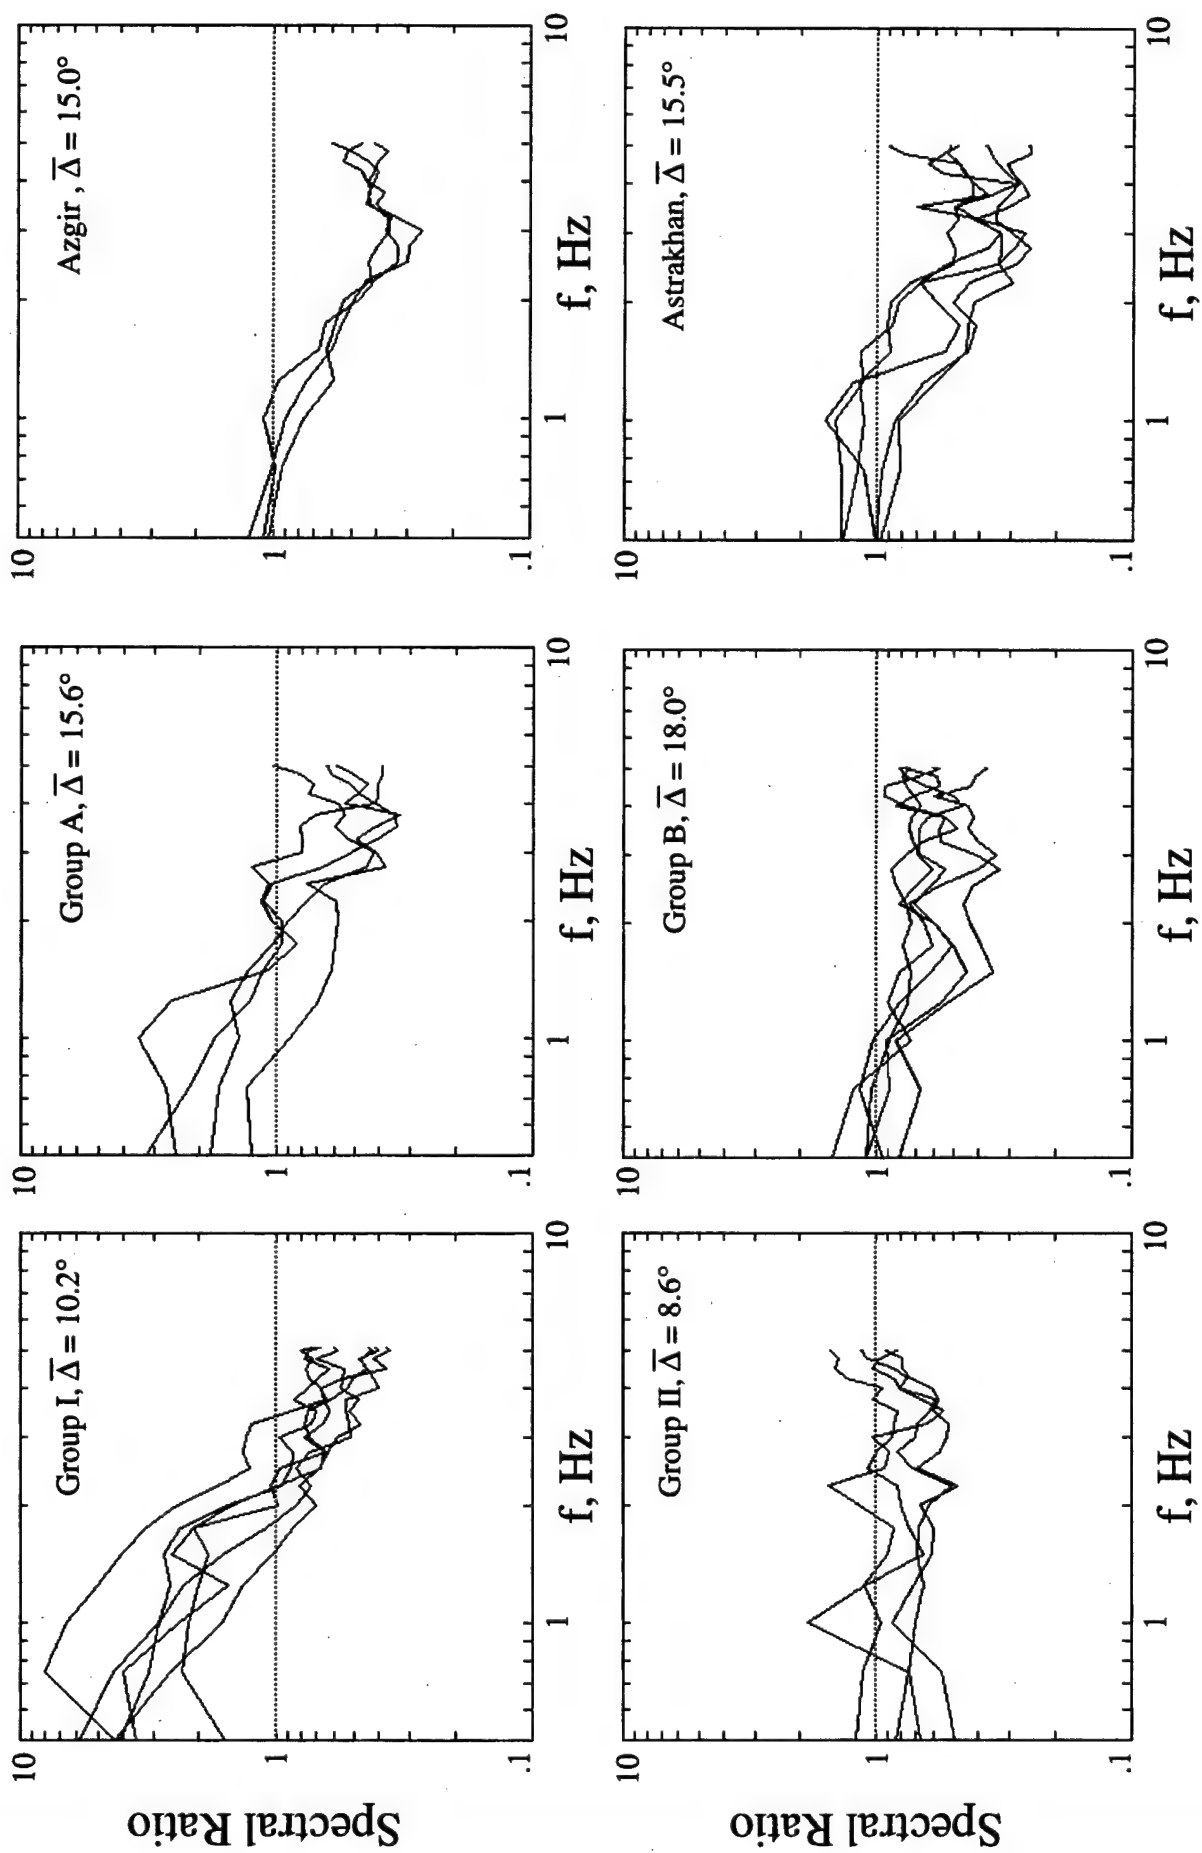 Spectral Ratio
10
1
.1
Group I, Δ̅ = 10.2°
1
10
f, Hz
10
1
.1
Group A, Δ̅ = 15.6°
1
10
f, Hz
10
1
.1
Azgir , Δ̅ = 15.0°
1
10
f, Hz
Spectral Ratio
10
1
.1
Group II, Δ̅ = 8.6°
1
10
f, Hz
10
1
.1
Group B, Δ̅ = 18.0°
1
10
f, Hz
10
1
.1
Astrakhan, Δ̅ = 15.5°
1
10
f, Hz